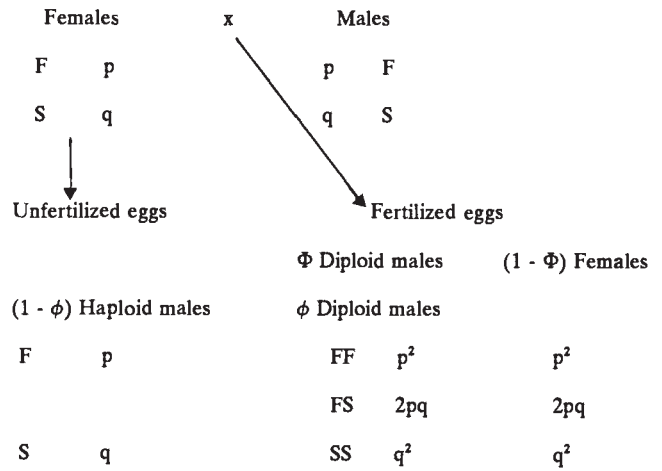 Females x Males
F p p F
S q q S
Unfertilized eggs Fertilized eggs
Φ Diploid males (1 - Φ) Females
(1 - ϕ) Haploid males ϕ Diploid males
F p FF p² p²
FS 2pq 2pq
S q SS q² q²